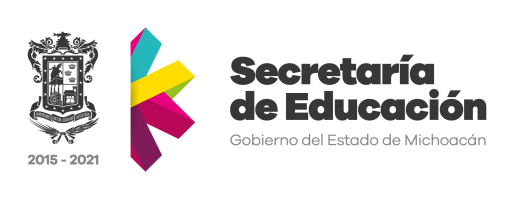 2015 - 2021
Secretaría
de Educación
Gobierno del Estado de Michoacán